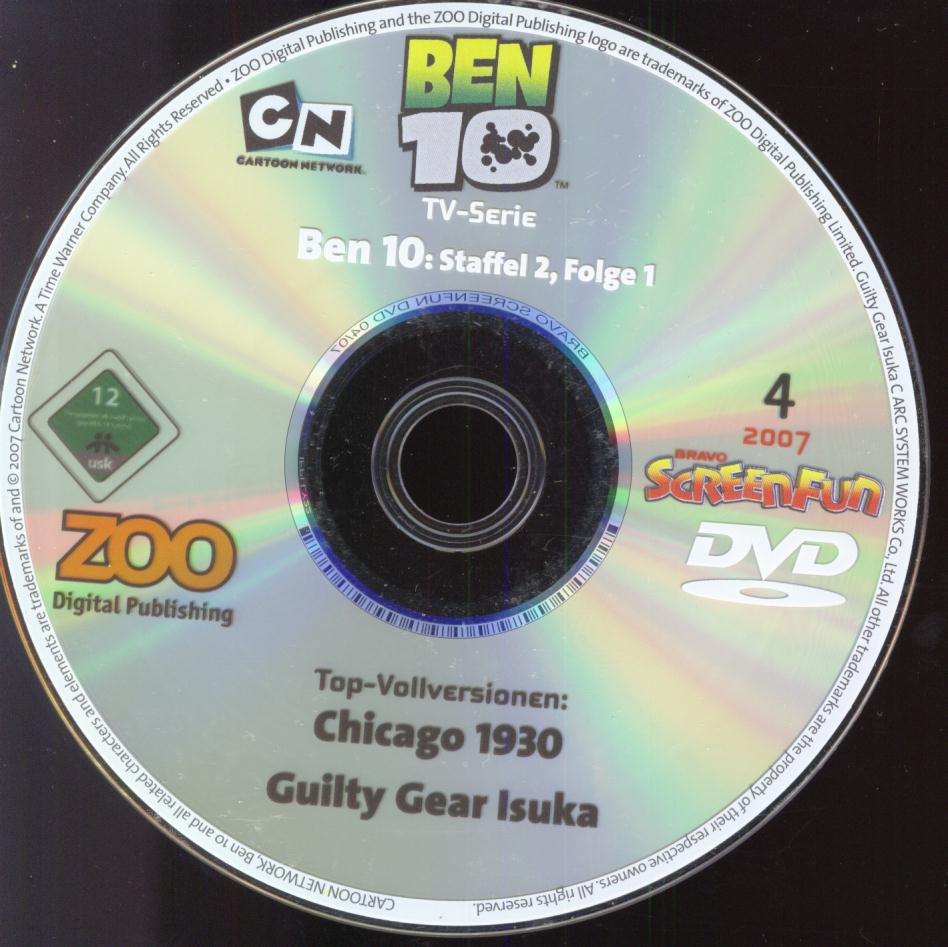 CARTOON NETWORK, Ben 10 and all related characters and elements are trademarks of and © 2007 Cartoon Network. A Time Warner Company. All Rights Reserved • ZOO Digital Publishing and the ZOO Digital Publishing logo are trademarks of ZOO Digital Publishing Limited. Guilty Gear Isuka C ARC SYSTEM WORKS Co, Ltd. All other trademarks are the property of their respective owners. All rights reserved.
BEN
10™
CN
CARTOON NETWORK
TV-Serie
Ben 10: Staffel 2, Folge 1
BRAVO SCREENFUN DVD 04/07
12
usk
4
2007
BRAVO
SCREENFUN
DVD
ZOO
Digital Publishing
Top-Vollversionen:
Chicago 1930
Guilty Gear Isuka